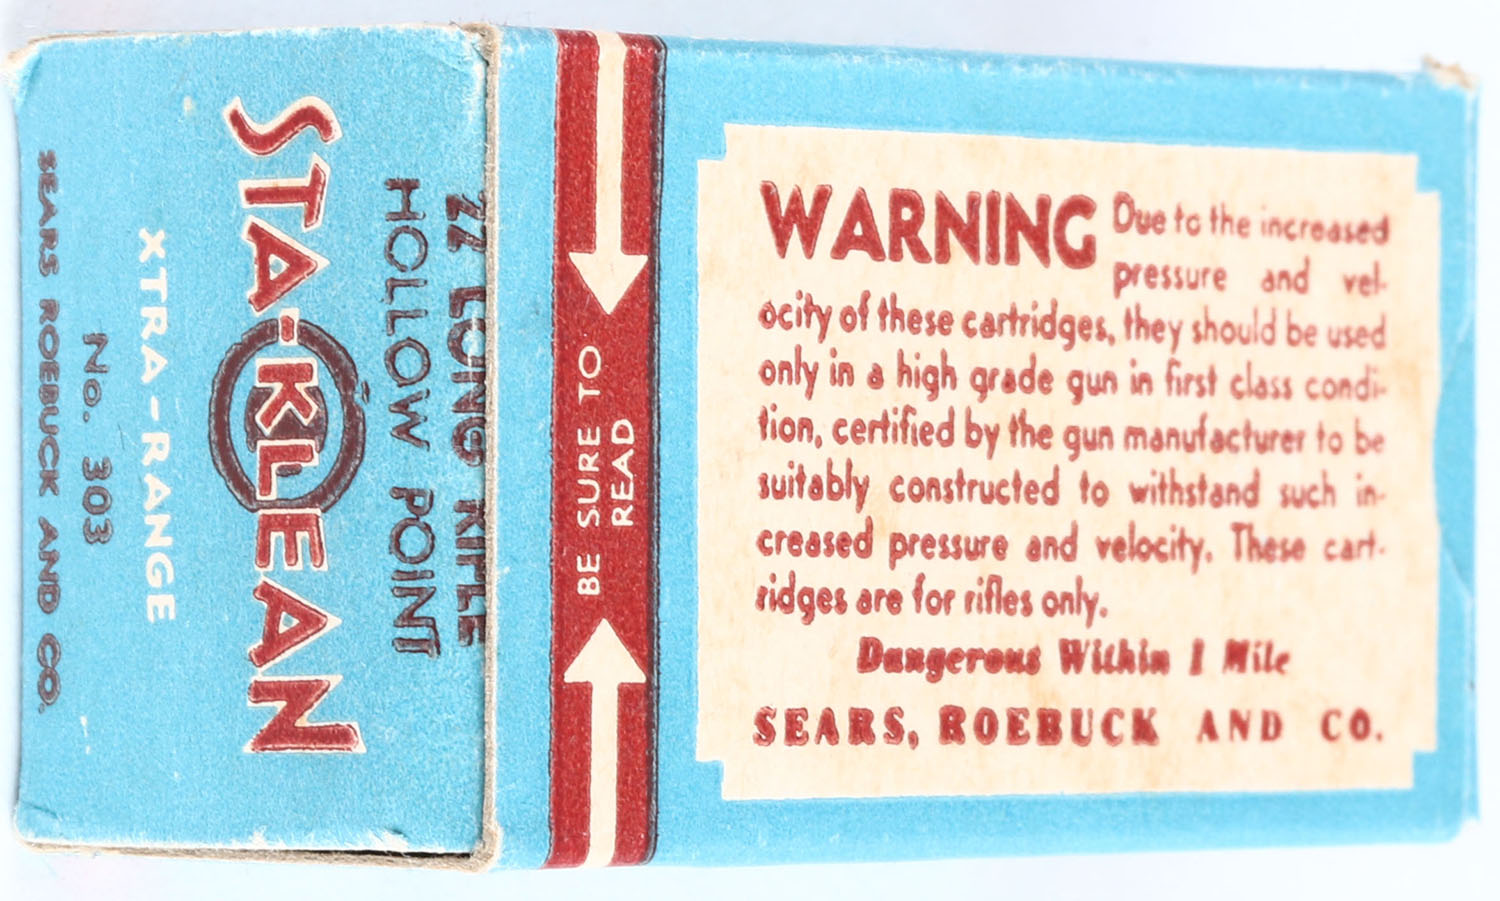 22 LONG RIFLE
HOLLOW POINT
STA-KLEAN
XTRA-RANGE
No. 303
SEARS ROEBUCK AND CO.
BE SURE TO
READ
WARNING Due to the increased
pressure and vel-
ocity of these cartridges, they should be used
only in a high grade gun in first class condi-
tion, certified by the gun manufacturer to be
suitably constructed to withstand such in-
creased pressure and velocity. These cart-
ridges are for rifles only.
Dangerous Within 1 Mile
SEARS, ROEBUCK AND CO.